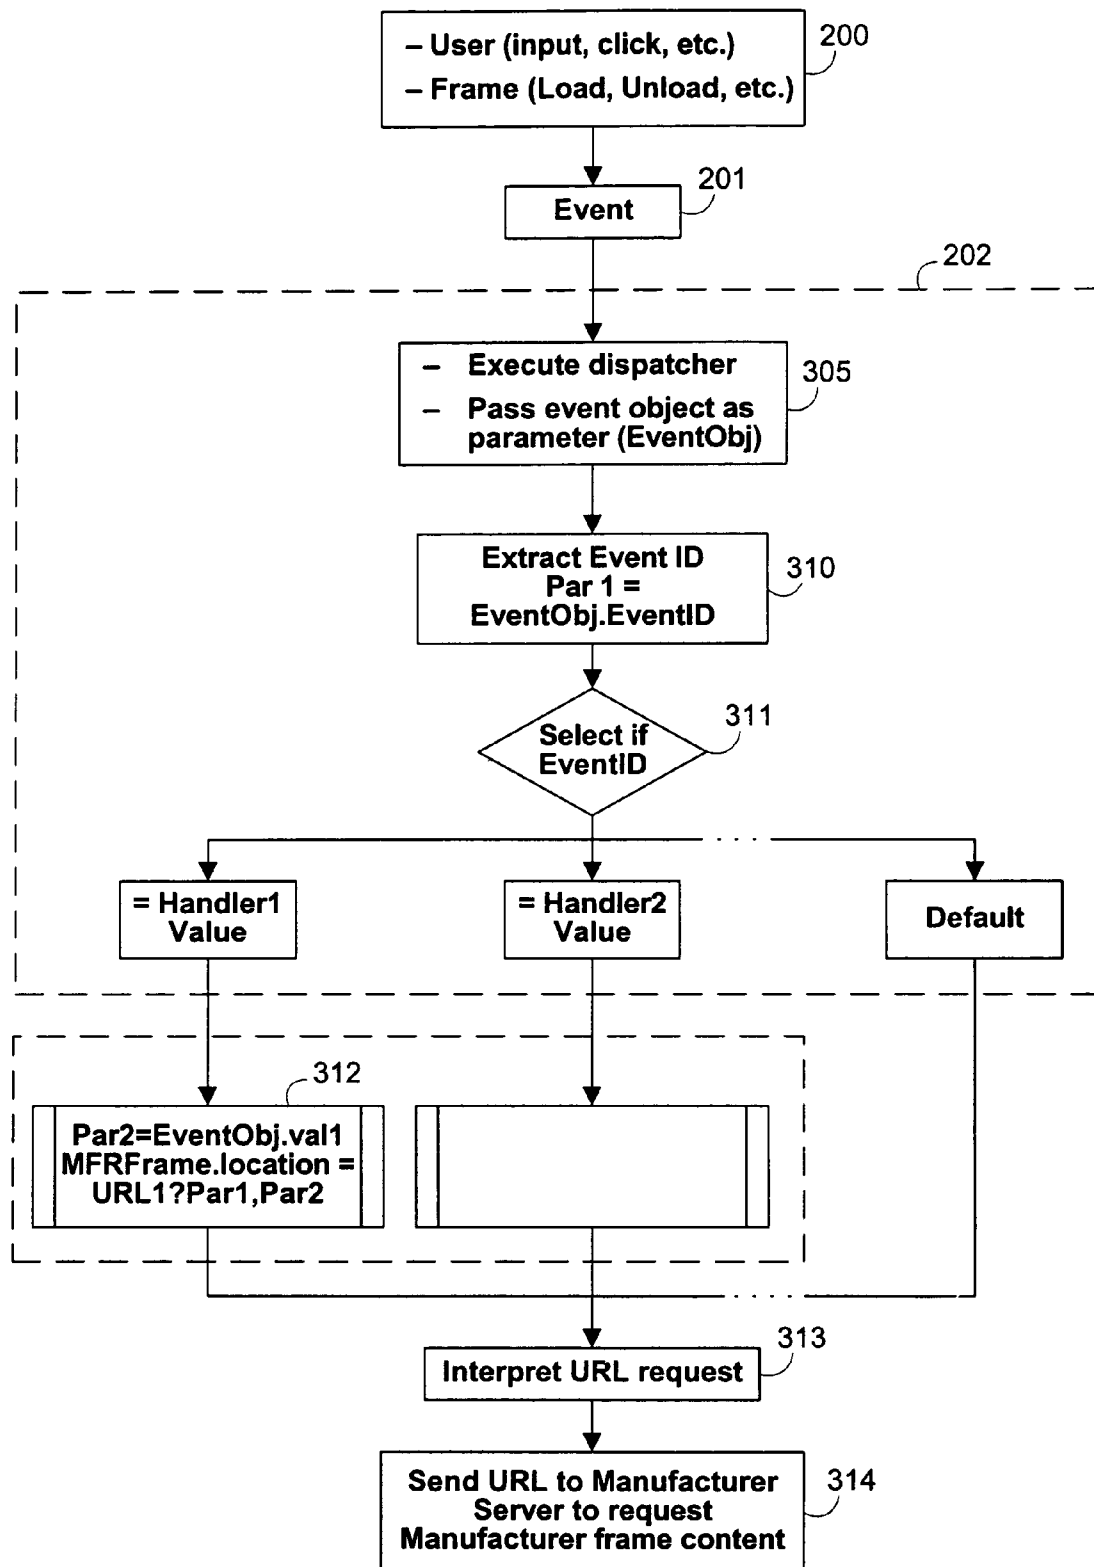 – User (input, click, etc.)
– Frame (Load, Unload, etc.)
200
Event
201
202
– Execute dispatcher
– Pass event object as
parameter (EventObj)
305
Extract Event ID
Par 1 =
EventObj.EventID
310
Select if
EventID
311
= Handler1
Value
= Handler2
Value
Default
312
Par2=EventObj.val1
MFRFrame.location =
URL1?Par1,Par2
Interpret URL request
313
Send URL to Manufacturer
Server to request
Manufacturer frame content
314